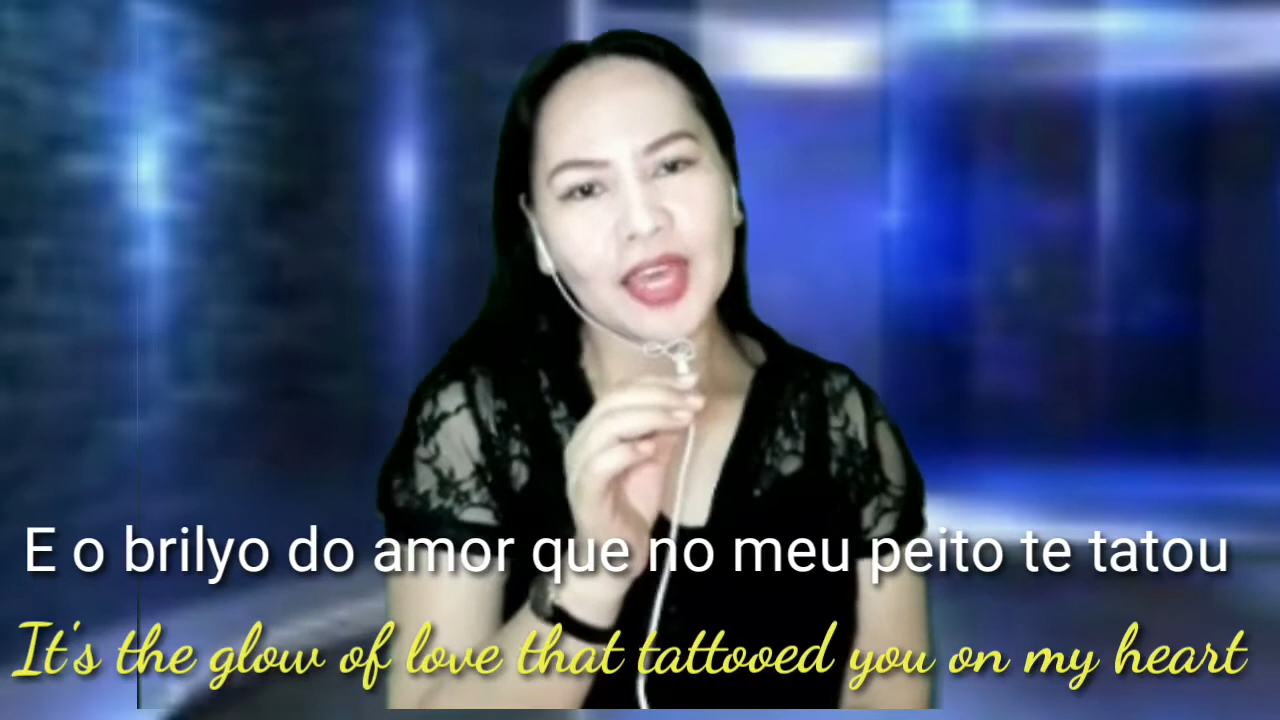 E o brilyo do amor que no meu peito te tatou
It's the glow of love that tattooed you on my heart